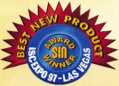 BEST NEW PRODUCT
AWARD
SIN
WINNER
ISC EXPO 97 - LAS VEGAS